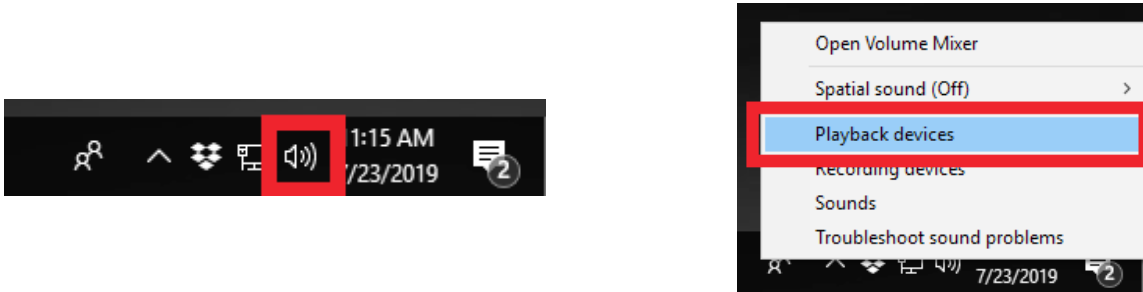 1:15 AM
/23/2019
2
Open Volume Mixer
Spatial sound (Off)
Playback devices
Recording devices
Sounds
Troubleshoot sound problems
7/23/2019
2